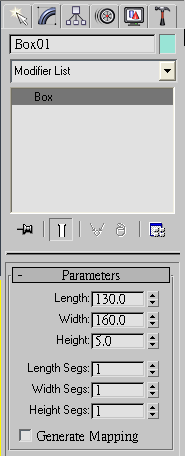 Box01
Modifier List
Box
- Parameters
Length: 130.0
Width: 160.0
Height: 5.0
Length Segs: 1
Width Segs: 1
Height Segs: 1
Generate Mapping